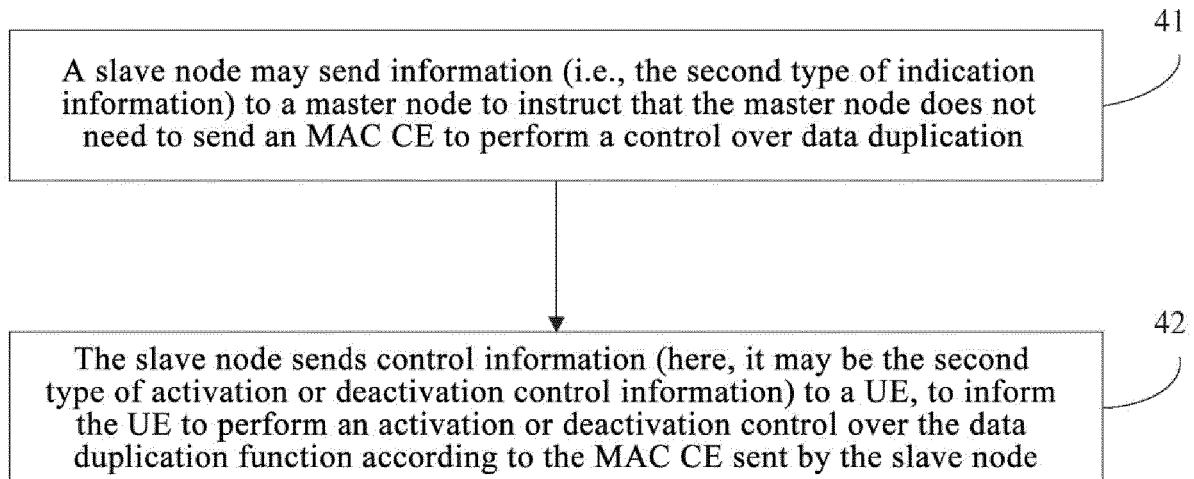 41
A slave node may send information (i.e., the second type of indication
information) to a master node to instruct that the master node does not
need to send an MAC CE to perform a control over data duplication
42
The slave node sends control information (here, it may be the second
type of activation or deactivation control information) to a UE, to inform
the UE to perform an activation or deactivation control over the data
duplication function according to the MAC CE sent by the slave node